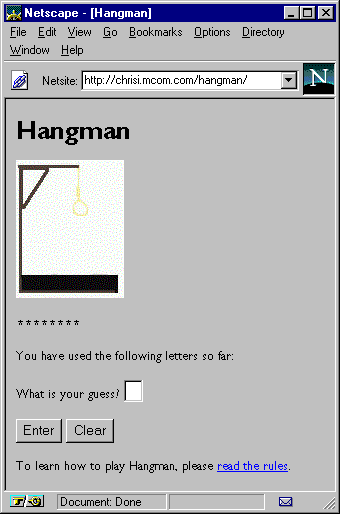 Netscape - [Hangman]
File Edit View Go Bookmarks Options Directory
Window Help
Netsite: http://chrisi.mcom.com/hangman/
N
Hangman
********
You have used the following letters so far:
What is your guess?
Enter Clear
To learn how to play Hangman, please read the rules.
Document: Done